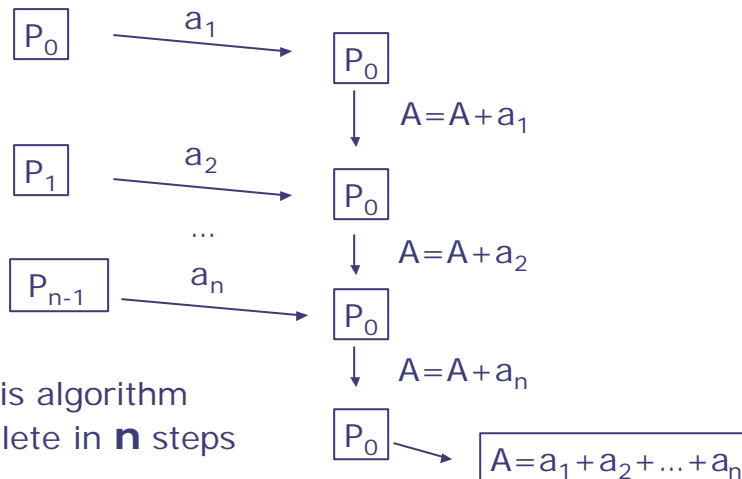 P₀ a₁ P₀
A=A+a₁
P₁ a₂ P₀
...
A=A+a₂
Pₙ₋₁ aₙ P₀
A=A+aₙ
is algorithm
lete in n steps
P₀ A=a₁+a₂+...+aₙ